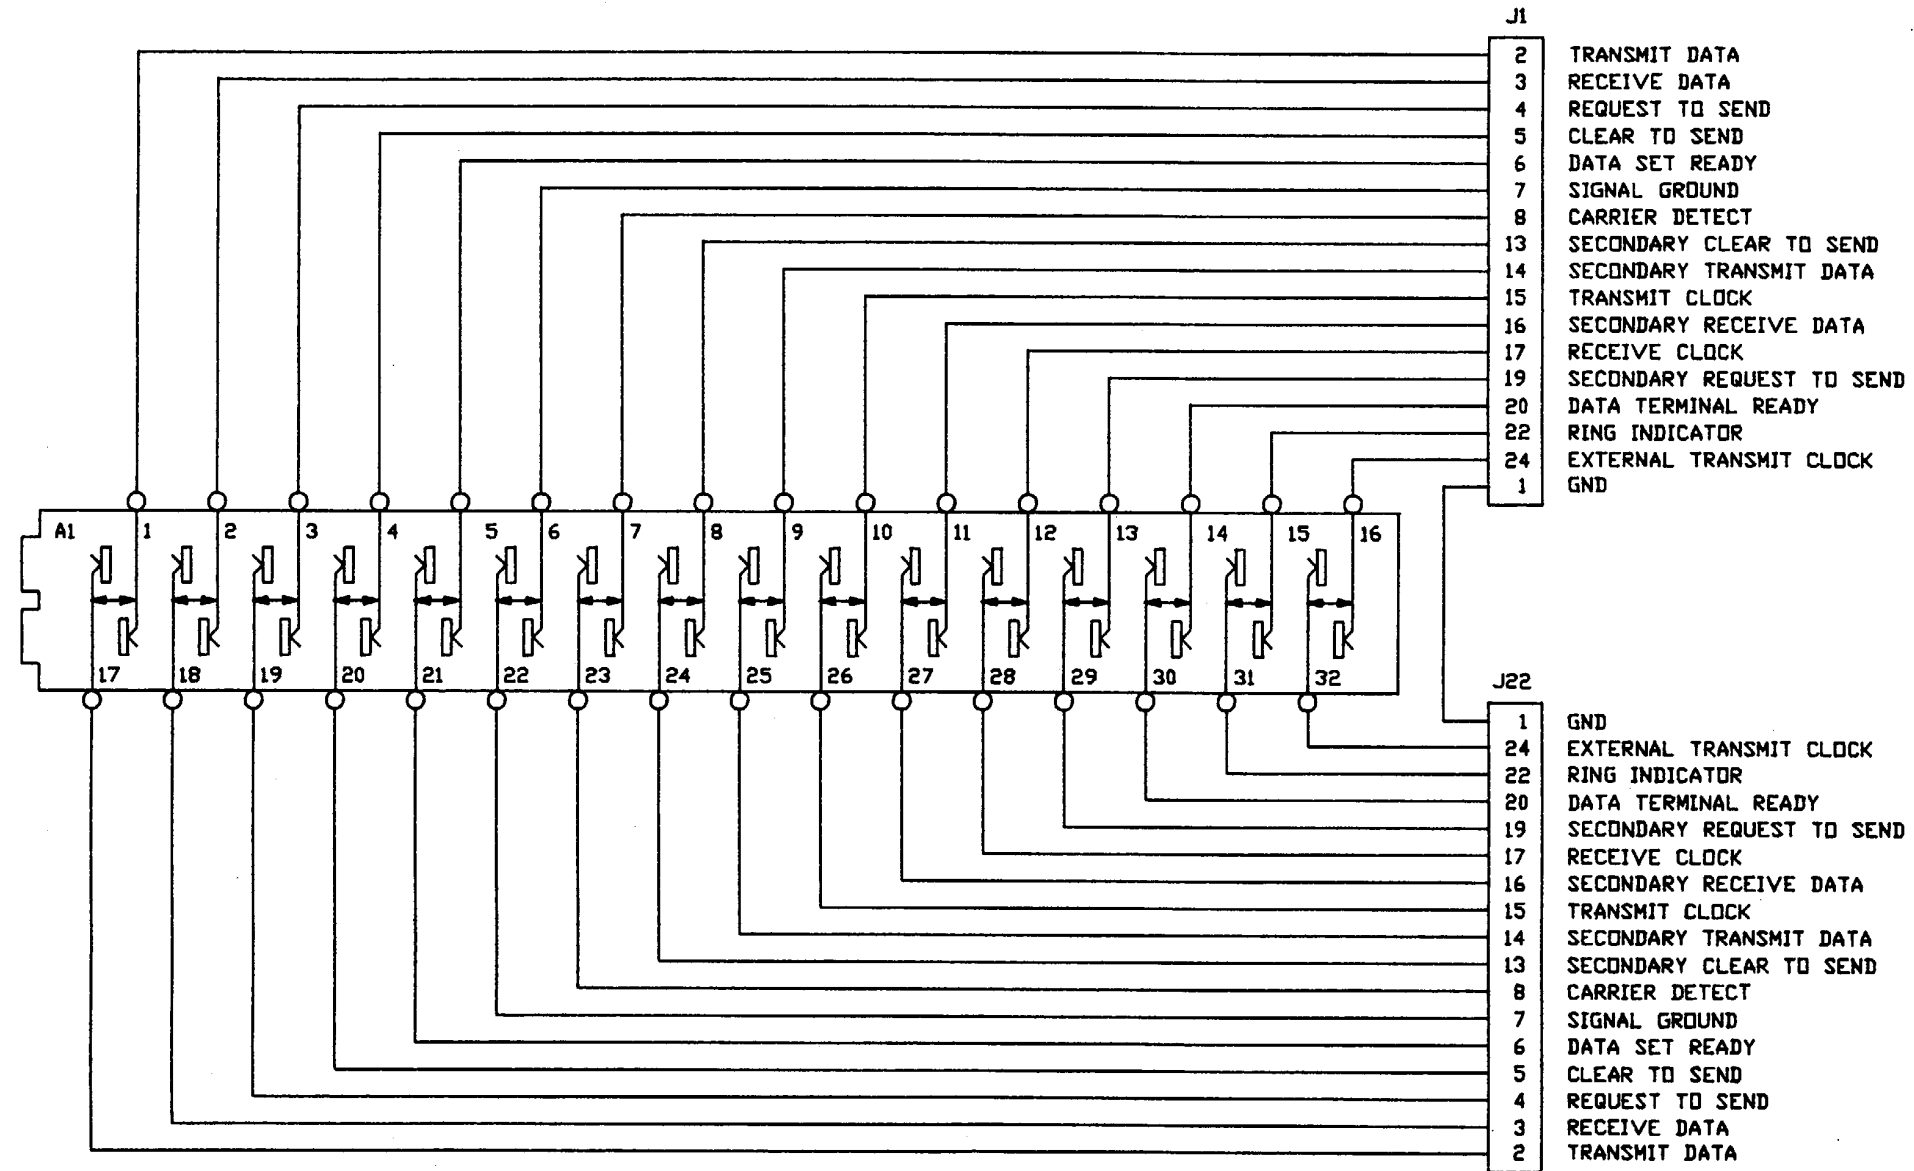 J1
2 TRANSMIT DATA
3 RECEIVE DATA
4 REQUEST TO SEND
5 CLEAR TO SEND
6 DATA SET READY
7 SIGNAL GROUND
8 CARRIER DETECT
13 SECONDARY CLEAR TO SEND
14 SECONDARY TRANSMIT DATA
15 TRANSMIT CLOCK
16 SECONDARY RECEIVE DATA
17 RECEIVE CLOCK
19 SECONDARY REQUEST TO SEND
20 DATA TERMINAL READY
22 RING INDICATOR
24 EXTERNAL TRANSMIT CLOCK
1 GND
A1 1 2 3 4 5 6 7 8 9 10 11 12 13 14 15 16
17 18 19 20 21 22 23 24 25 26 27 28 29 30 31 32
J22
1 GND
24 EXTERNAL TRANSMIT CLOCK
22 RING INDICATOR
20 DATA TERMINAL READY
19 SECONDARY REQUEST TO SEND
17 RECEIVE CLOCK
16 SECONDARY RECEIVE DATA
15 TRANSMIT CLOCK
14 SECONDARY TRANSMIT DATA
13 SECONDARY CLEAR TO SEND
8 CARRIER DETECT
7 SIGNAL GROUND
6 DATA SET READY
5 CLEAR TO SEND
4 REQUEST TO SEND
3 RECEIVE DATA
2 TRANSMIT DATA